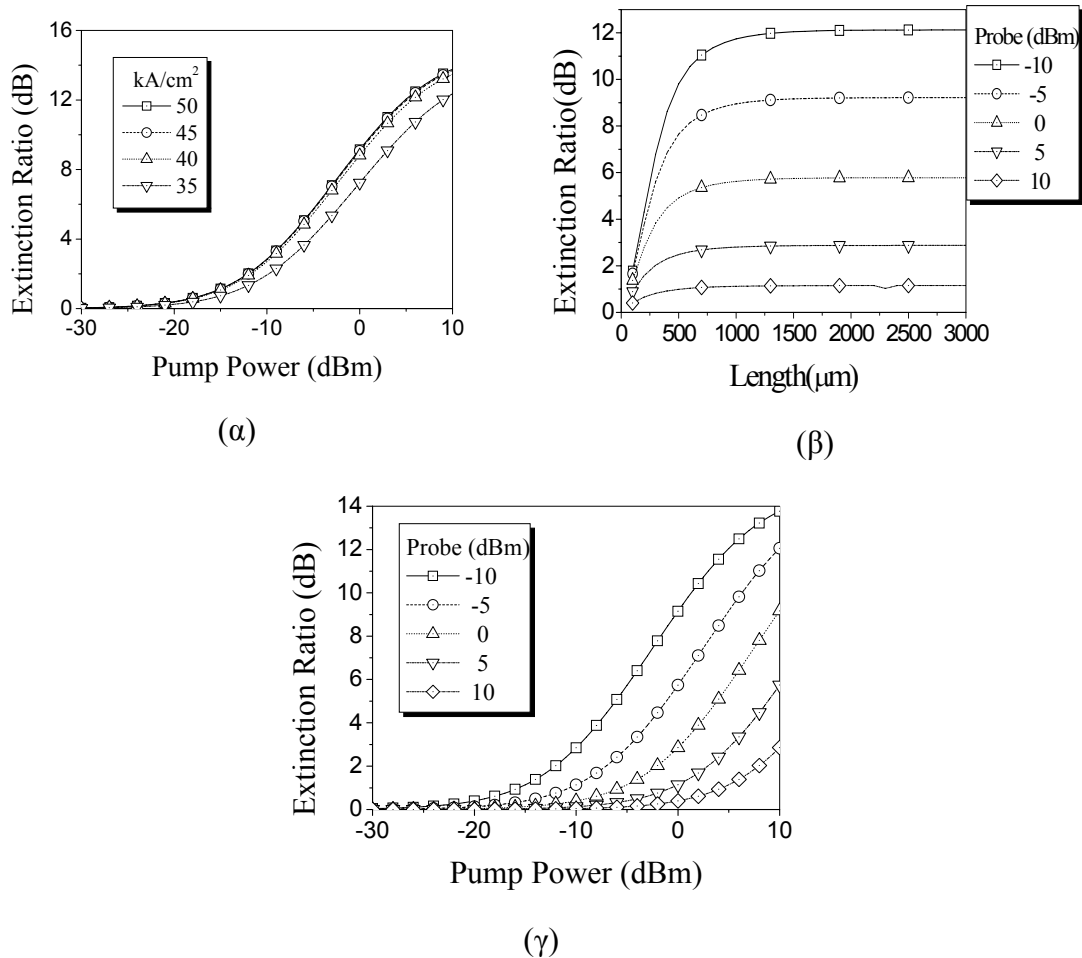 Extinction Ratio (dB)
16
12
8
4
0
kA/cm²
50
45
40
35
-30 -20 -10 0 10
Pump Power (dBm)
(α)
Extinction Ratio(dB)
12
10
8
6
4
2
0
0 500 1000 1500 2000 2500 3000
Length(μm)
Probe (dBm)
-10
-5
0
5
10
(β)
Extinction Ratio (dB)
14
12
10
8
6
4
2
0
Probe (dBm)
-10
-5
0
5
10
-30 -20 -10 0 10
Pump Power (dBm)
(γ)